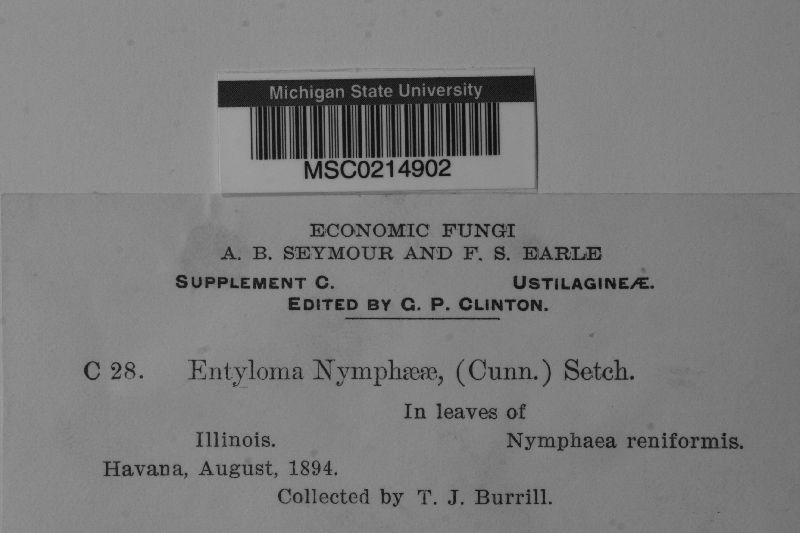 Michigan State University
MSC0214902
ECONOMIC FUNGI
A. B. SEYMOUR AND F. S. EARLE
SUPPLEMENT C. USTILAGINEÆ.
EDITED BY G. P. CLINTON.
C 28. Entyloma Nymphææ, (Cunn.) Setch.
In leaves of
Illinois. Nymphaea reniformis.
Havana, August, 1894.
Collected by T. J. Burrill.